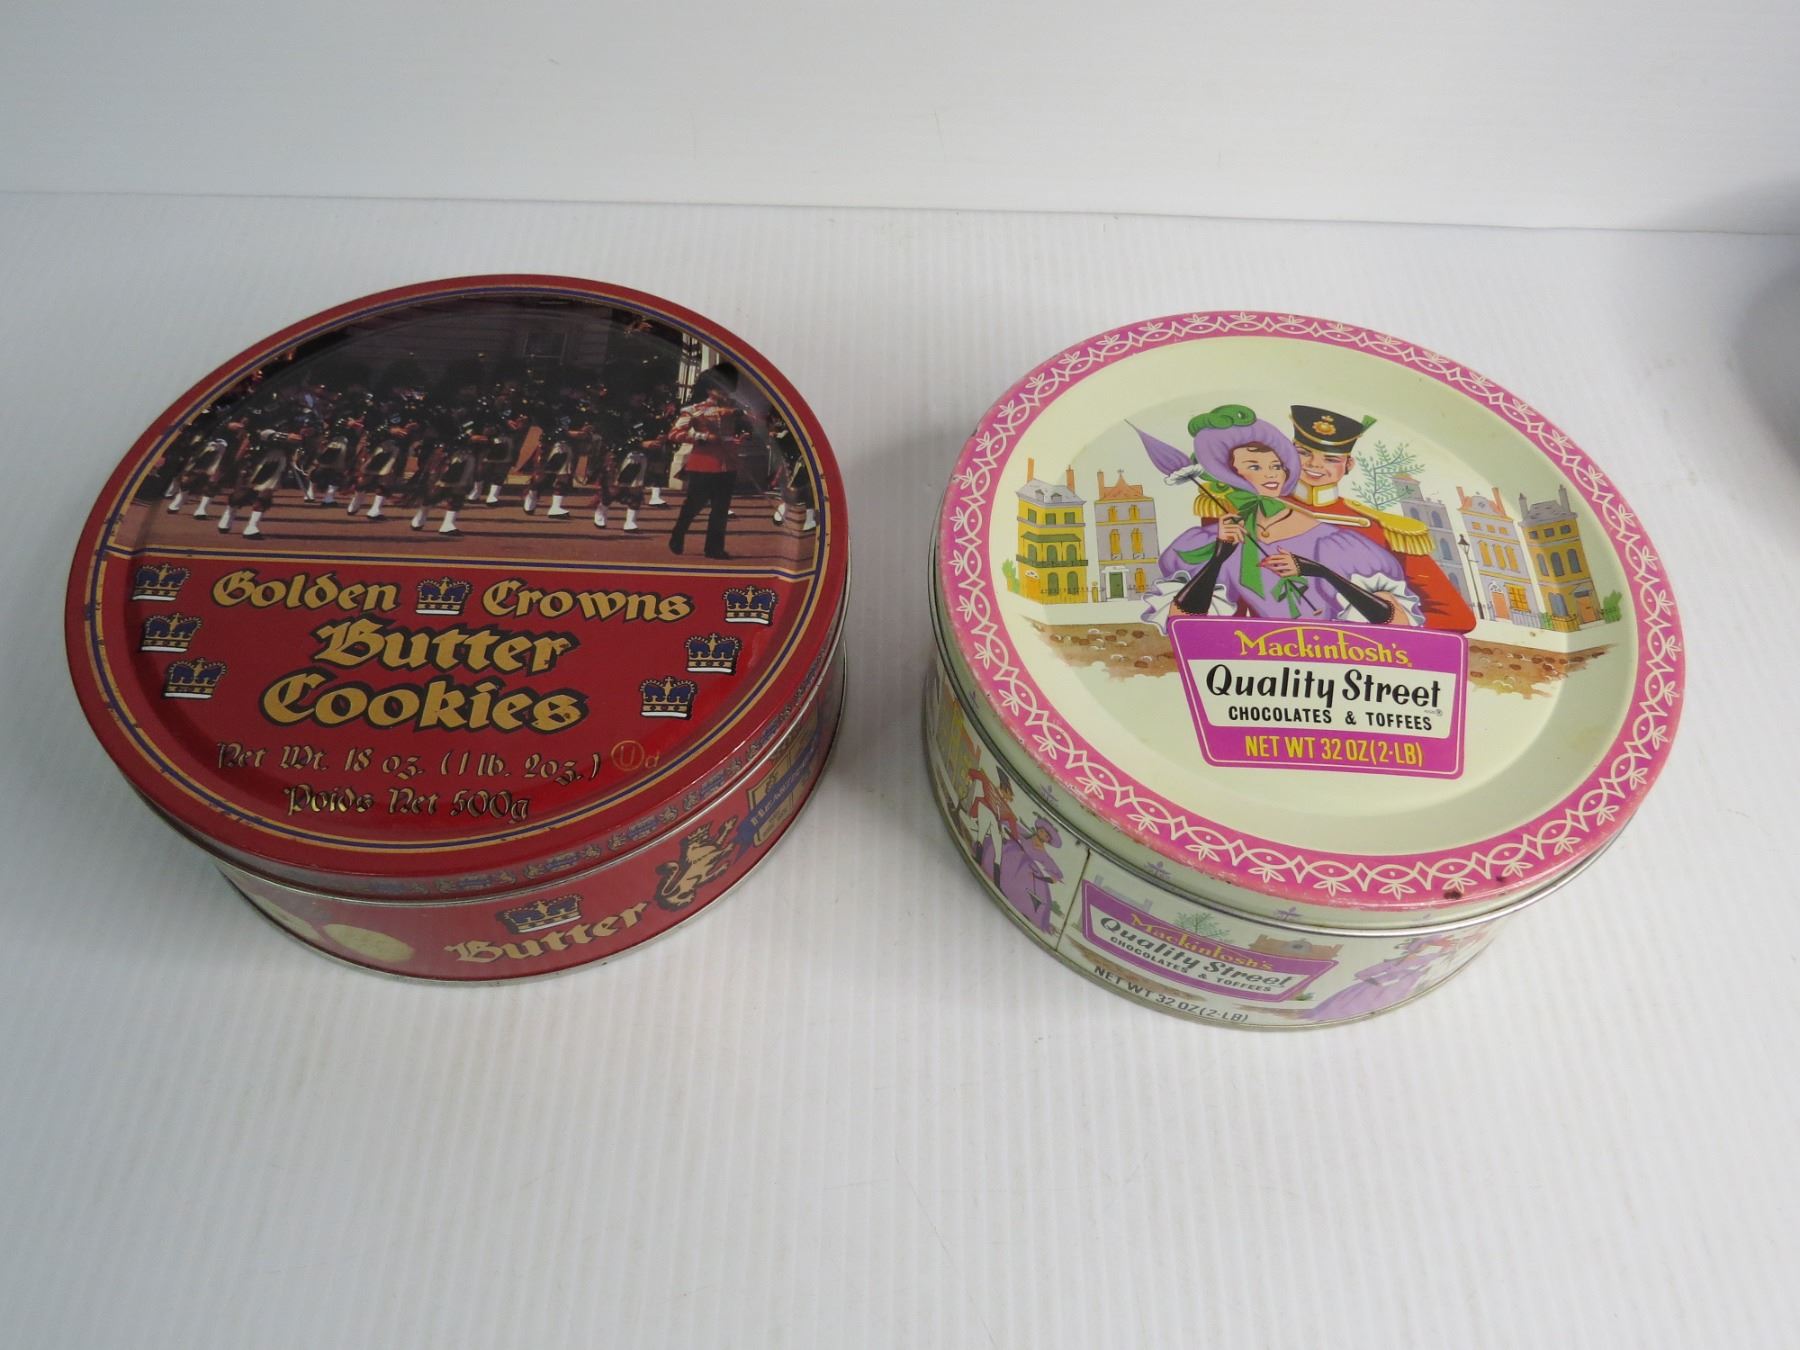 Golden Crowns
Butter
Cookies
Net Wt. 18 oz. (1 lb. 2oz.) Ud
Poids Net 500g
Butter
Mackintosh's
Quality Street®
CHOCOLATES & TOFFEES
NET WT 32 OZ (2-LB)
Mackintosh's
Quality Street
CHOCOLATES & TOFFEES
NET WT 32 OZ (2-LB)